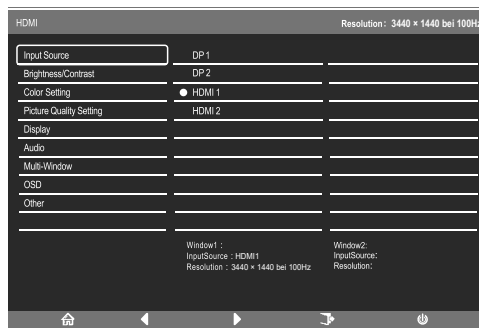 HDMI Resolution: 3440 × 1440 bei 100Hz
Input Source DP 1
Brightness/Contrast DP 2
Color Setting HDMI 1
Picture Quality Setting HDMI 2
Display
Audio
Multi-Window
OSD
Other
Window1 : Window2:
InputSource : HDMI1 InputSource:
Resolution : 3440 × 1440 bei 100Hz Resolution: